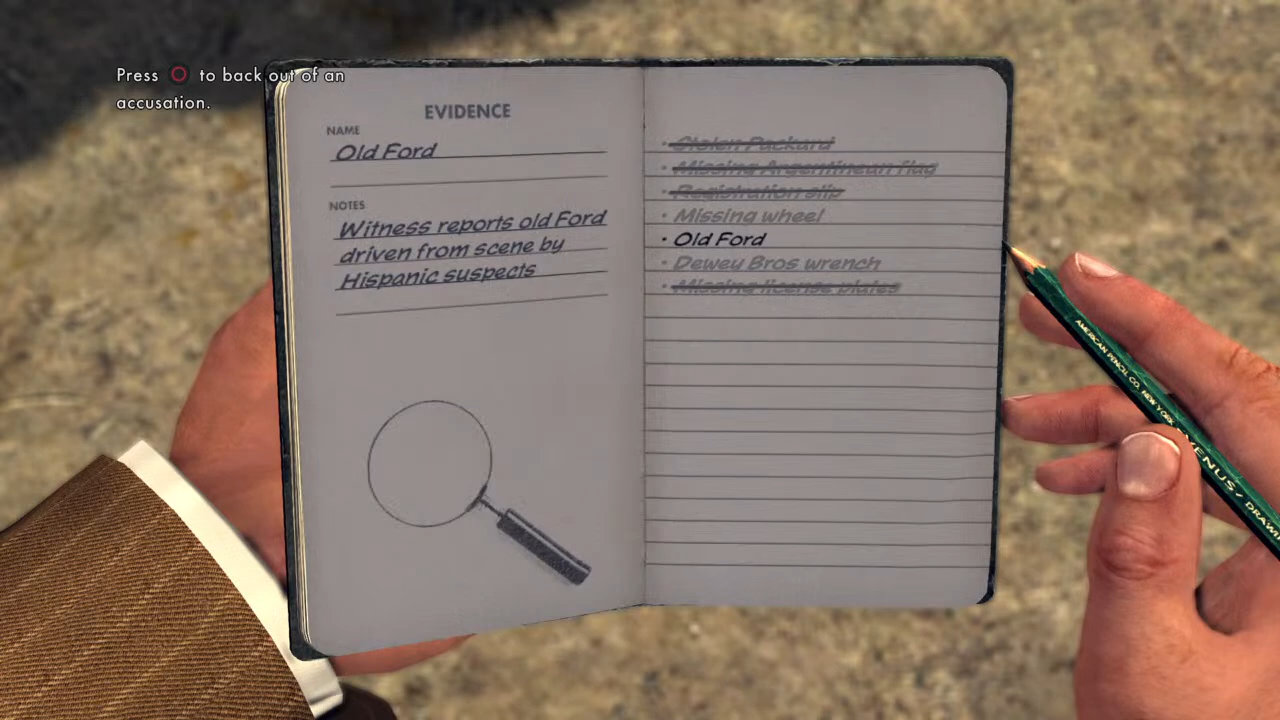 Press O to back out of an
accusation.
EVIDENCE
NAME
Old Ford
NOTES
Witness reports old Ford
driven from scene by
Hispanic suspects
• Stolen Packard
• Missing Argentinean flag
• Registration slip
• Missing wheel
• Old Ford
• Dewey Bros wrench
• Missing license plates
AMERICAN PENCIL CO. NEW YORK
VENUS